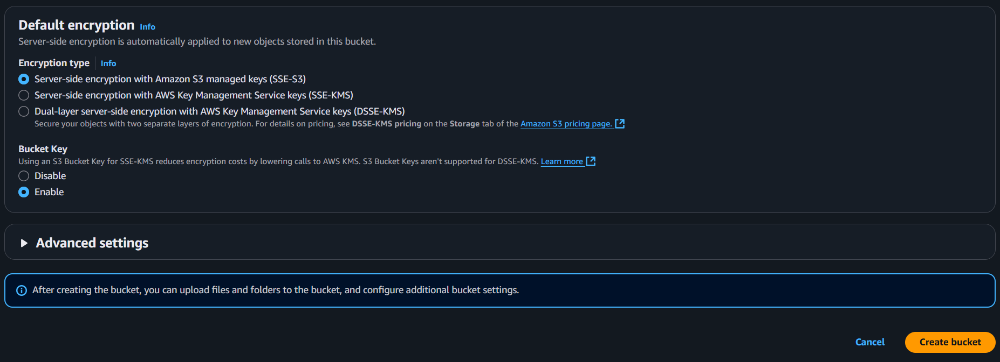 Default encryption Info
Server-side encryption is automatically applied to new objects stored in this bucket.
Encryption type Info
Server-side encryption with Amazon S3 managed keys (SSE-S3)
Server-side encryption with AWS Key Management Service keys (SSE-KMS)
Dual-layer server-side encryption with AWS Key Management Service keys (DSSE-KMS)
Secure your objects with two separate layers of encryption. For details on pricing, see DSSE-KMS pricing on the Storage tab of the Amazon S3 pricing page.
Bucket Key
Using an S3 Bucket Key for SSE-KMS reduces encryption costs by lowering calls to AWS KMS. S3 Bucket Keys aren't supported for DSSE-KMS. Learn more
Disable
Enable
Advanced settings
After creating the bucket, you can upload files and folders to the bucket, and configure additional bucket settings.
Cancel Create bucket